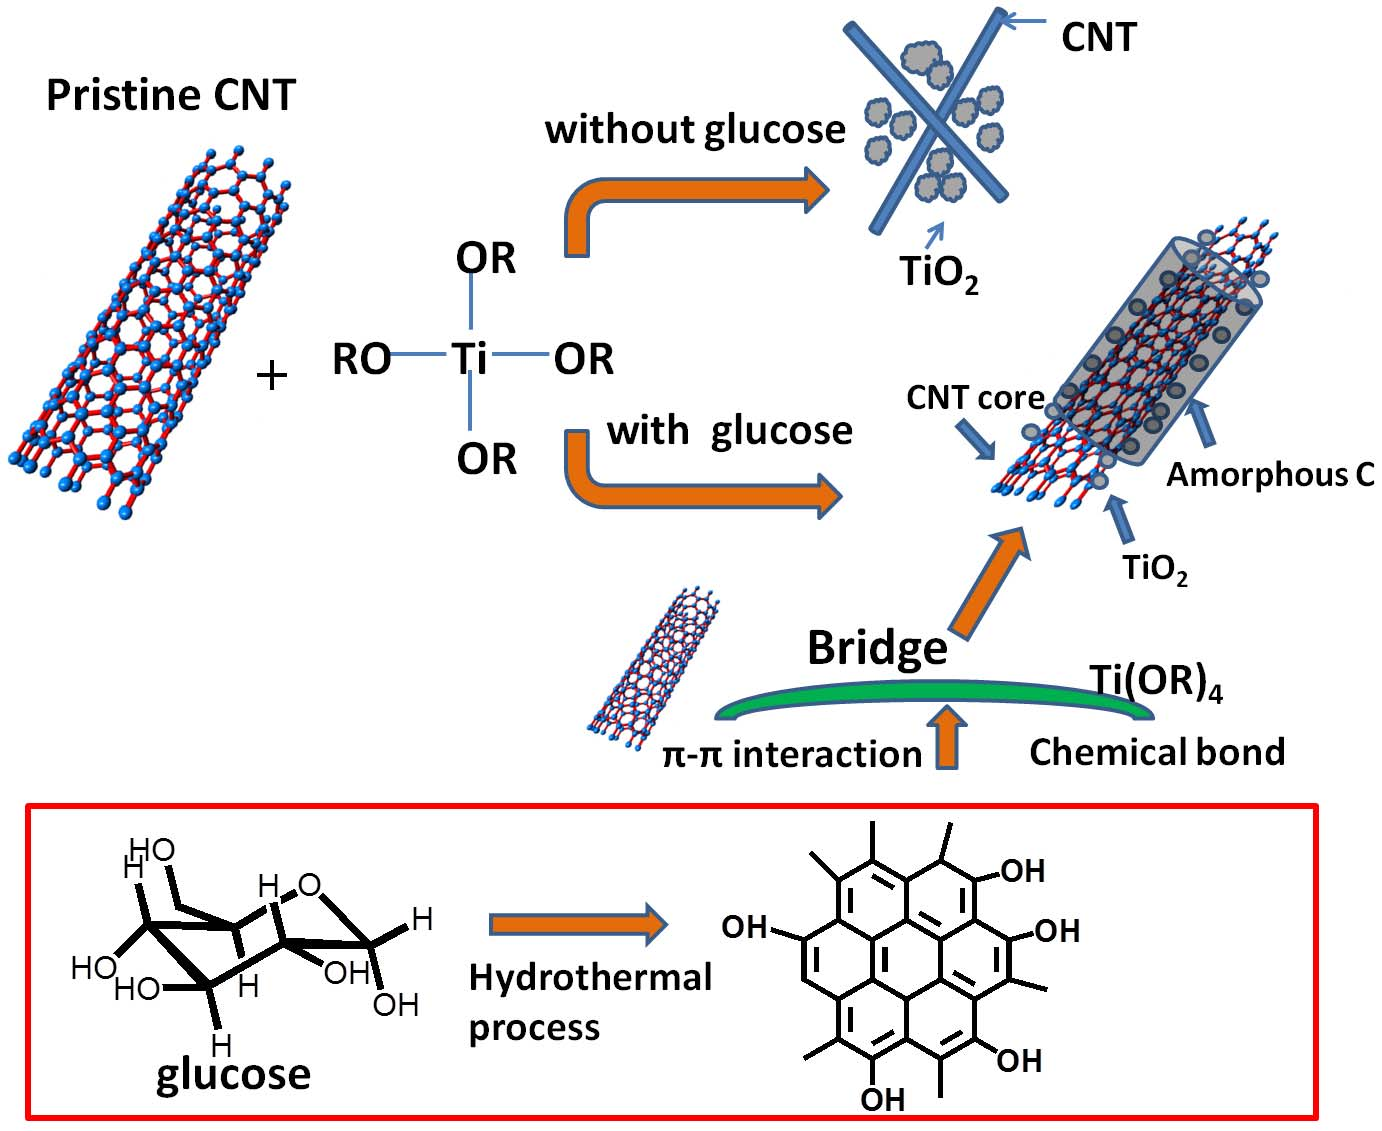 CNT
Pristine CNT
without glucose
TiO₂
OR
+
RO
Ti
OR
OR
with glucose
CNT core
Amorphous C
TiO₂
Bridge
Ti(OR)₄
π-π interaction
Chemical bond
HO
H
H
O
H
HO
HO
H
OH
OH
H
glucose
Hydrothermal
process
OH
OH
OH
OH
OH